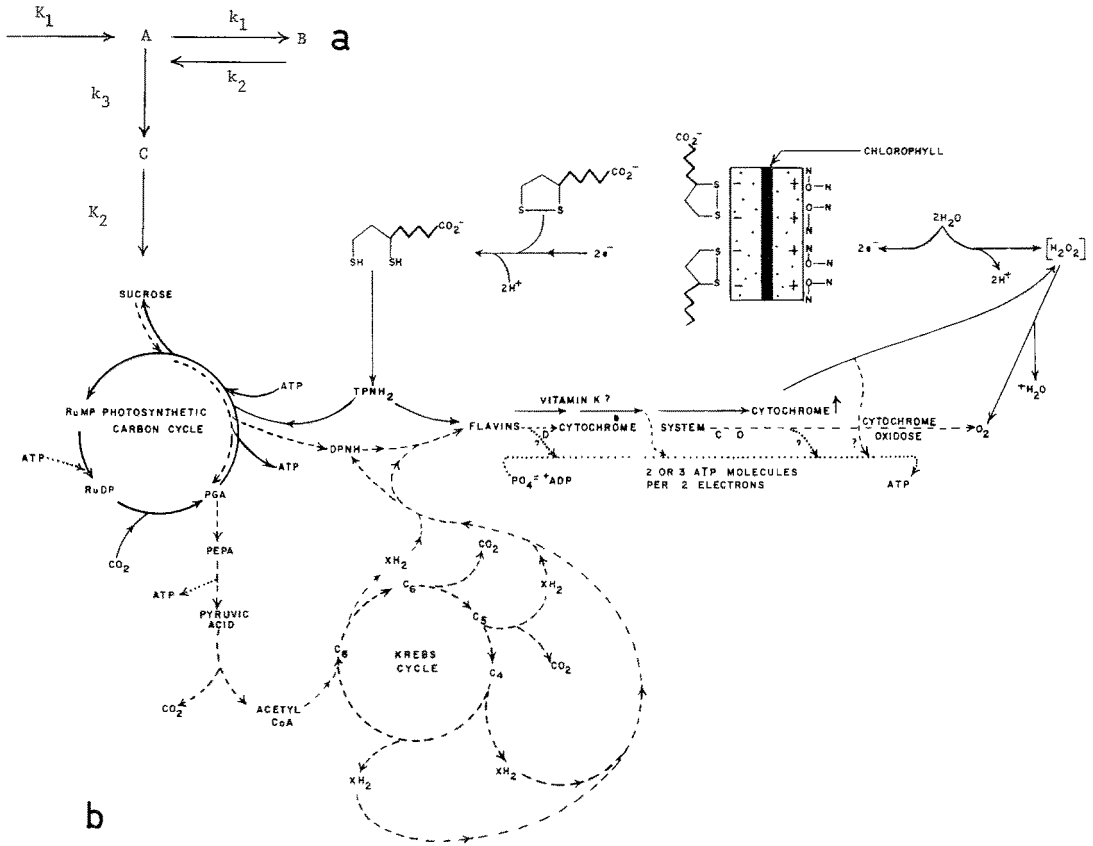 K1
A
k1
B
a
k2
k3
C
K2
CO2-
CHLOROPHYLL
CO2-
S S
S
S
N
O—N
O—N
N
N
O—N
O—N
N
S
S
CO2-
SH SH
2e-
2H+
2H2O
2e-
2H+
[H2O2]
+H2O
SUCROSE
ATP
TPNH2
RuMP PHOTOSYNTHETIC
CARBON CYCLE
VITAMIN K ?
CYTOCHROME
FLAVINS
D
CYTOCHROME
b
SYSTEM
C D
?
?
CYTOCHROME
OXIDOSE
O2
DPNH
ATP
ATP
RuDP
PGA
PO4= + ADP
2 OR 3 ATP MOLECULES
PER 2 ELECTRONS
ATP
CO2
PEPA
ATP
PYRUVIC
ACID
CO2
ACETYL
CoA
XH2
CO2
XH2
C6
C5
C6
KREBS
CYCLE
C4
CO2
XH2
XH2
b